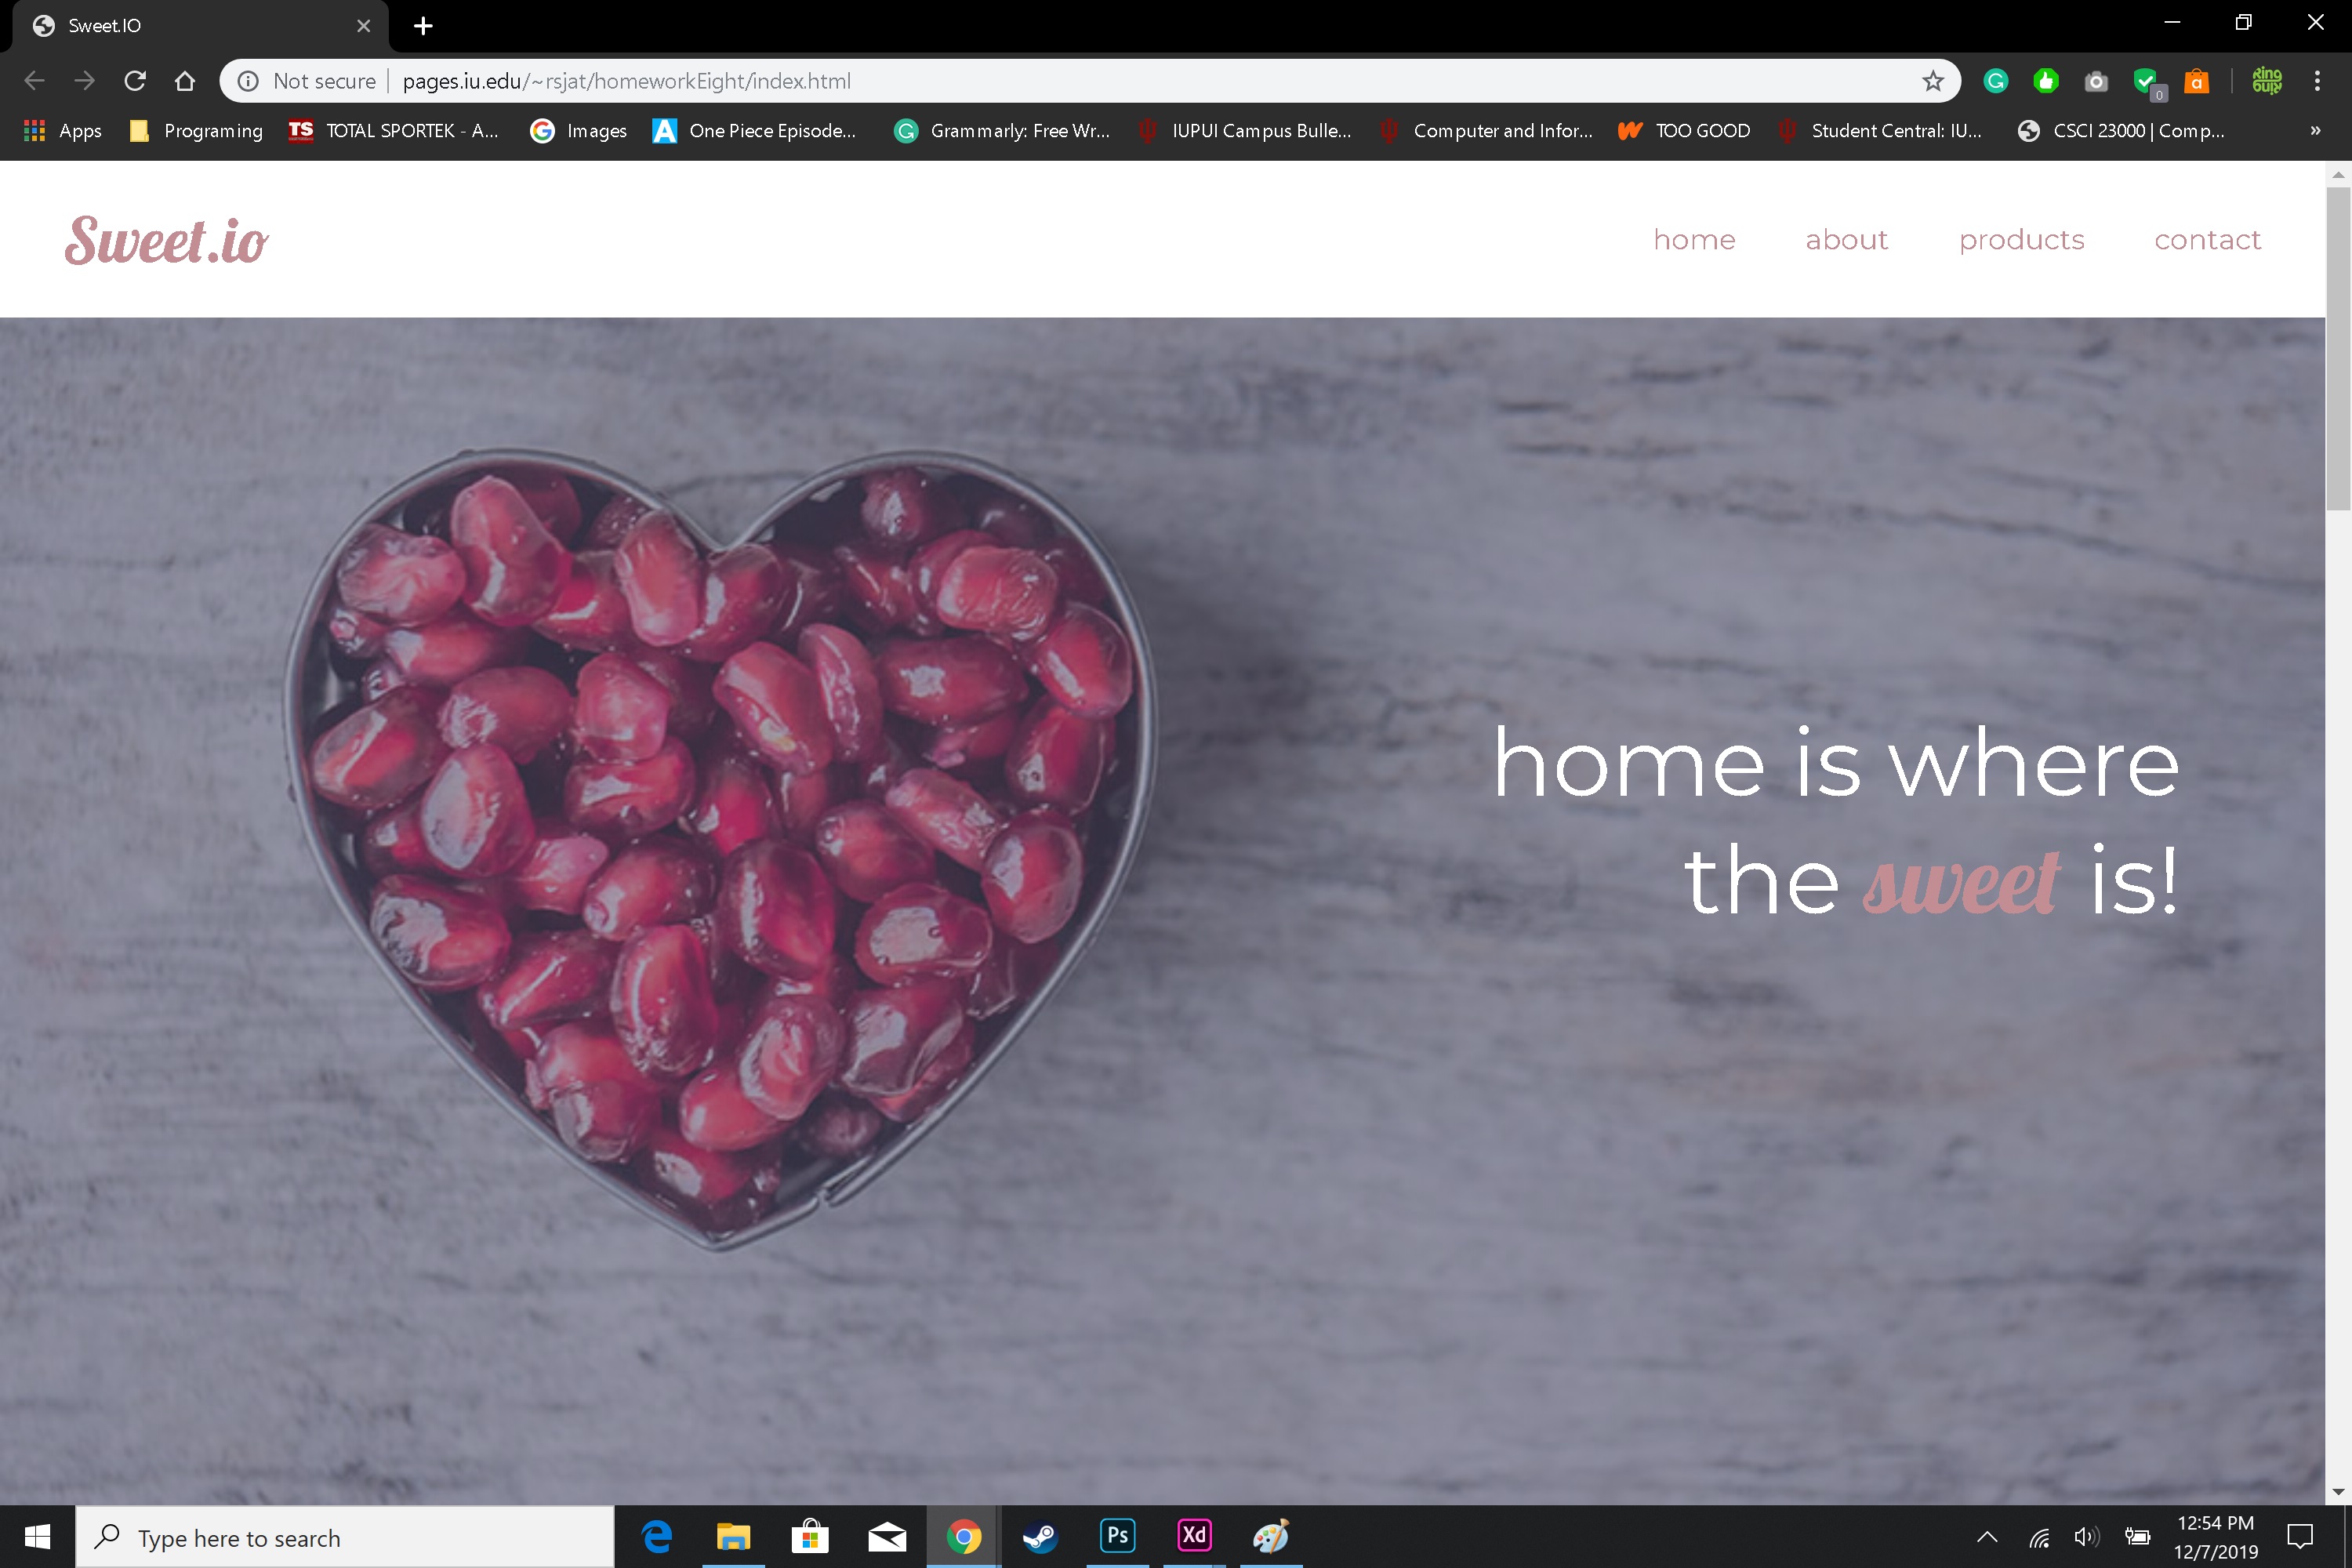 Sweet.IO
Not secure pages.iu.edu/~rsjat/homeworkEight/index.html
Apps Programing TS TOTAL SPORTEK - A... Images One Piece Episode... Grammarly: Free Wr... IUPUI Campus Bulle... Computer and Infor... TOO GOOD Student Central: IU... CSCI 23000 | Comp... »
Sweet.io home about products contact
home is where
the sweet is!
Type here to search
Ps Xd
12:54 PM
12/7/2019